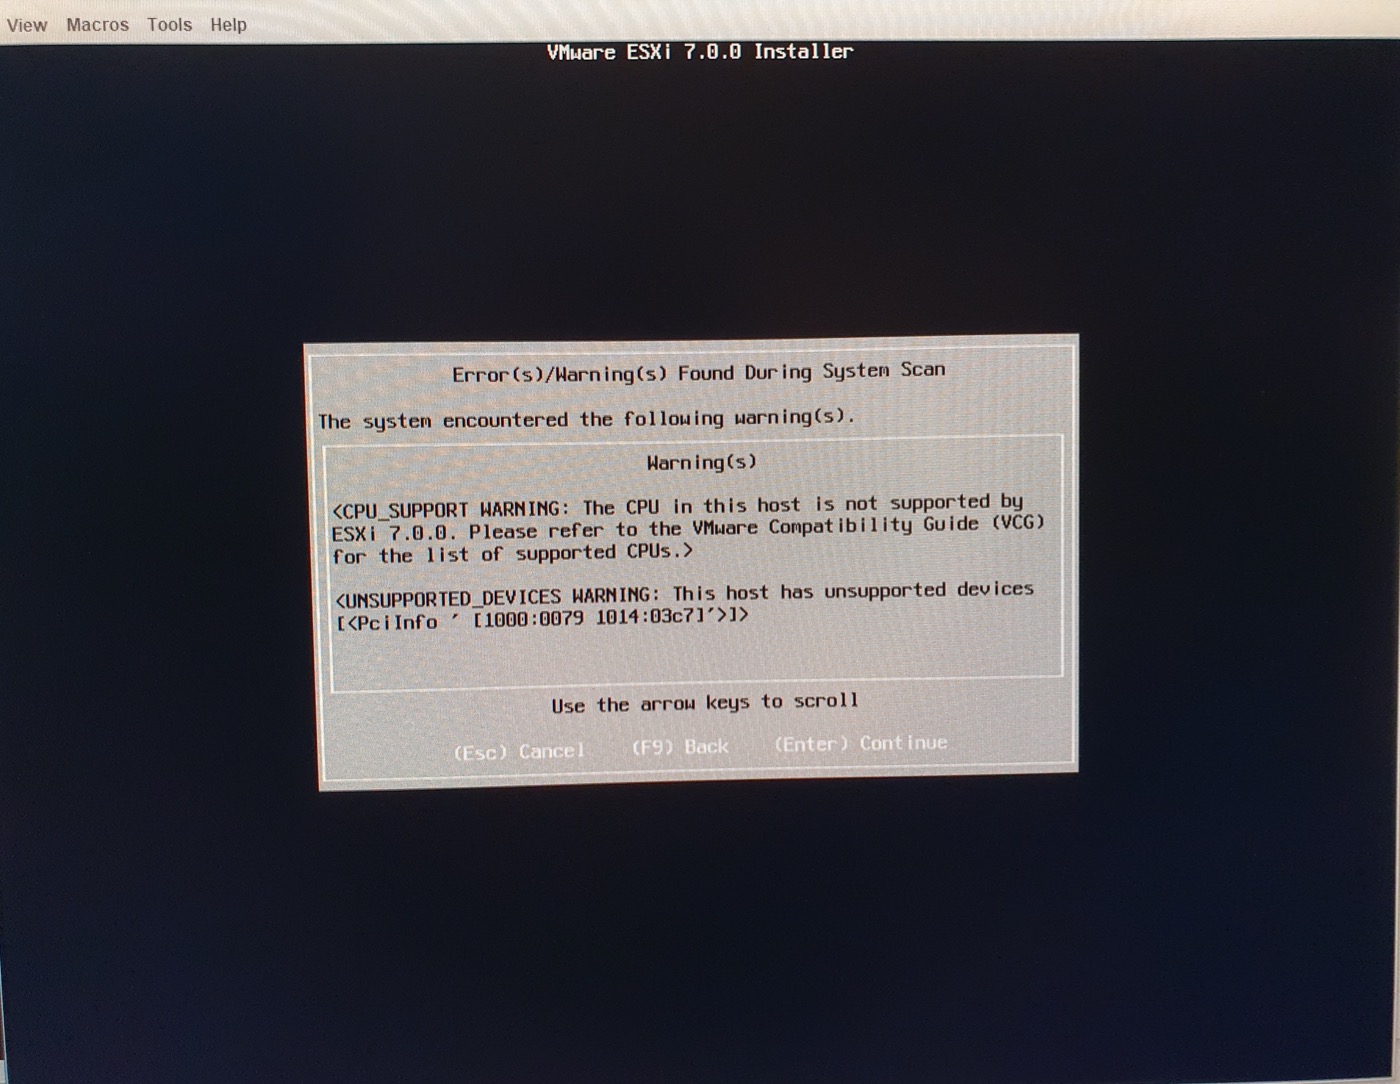 View Macros Tools Help
VMware ESXi 7.0.0 Installer
Error(s)/Warning(s) Found During System Scan
The system encountered the following warning(s).
Warning(s)
<CPU_SUPPORT WARNING: The CPU in this host is not supported by
ESXi 7.0.0. Please refer to the VMware Compatibility Guide (VCG)
for the list of supported CPUs.>
<UNSUPPORTED_DEVICES WARNING: This host has unsupported devices
[<PciInfo ' [1000:0079 1014:03c7]'>]>
Use the arrow keys to scroll
(Esc) Cancel (F9) Back (Enter) Continue